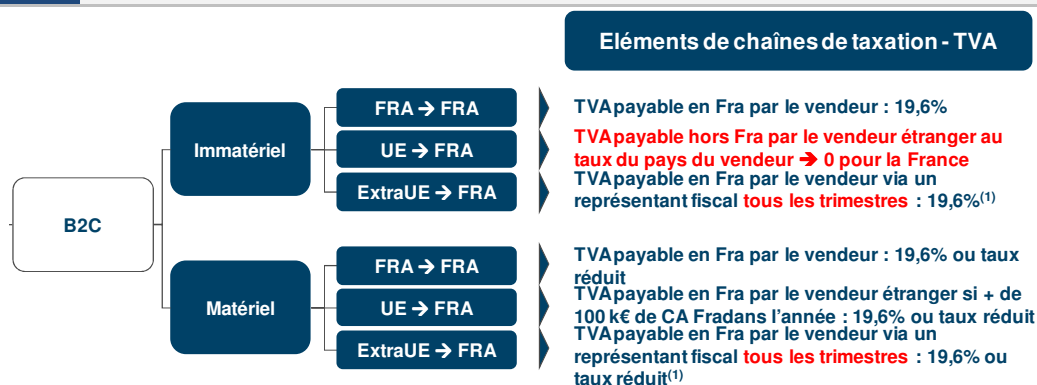 Eléments de chaînes de taxation - TVA
B2C
Immatériel
FRA ➔ FRA
TVA payable en Fra par le vendeur : 19,6%
UE ➔ FRA
TVA payable hors Fra par le vendeur étranger au
taux du pays du vendeur ➔ 0 pour la France
ExtraUE ➔ FRA
TVA payable en Fra par le vendeur via un
représentant fiscal tous les trimestres : 19,6%(1)
Matériel
FRA ➔ FRA
TVA payable en Fra par le vendeur : 19,6% ou taux
réduit
UE ➔ FRA
TVA payable en Fra par le vendeur étranger si + de
100 k€ de CA Fra dans l'année : 19,6% ou taux réduit
ExtraUE ➔ FRA
TVA payable en Fra par le vendeur via un
représentant fiscal tous les trimestres : 19,6% ou
taux réduit(1)